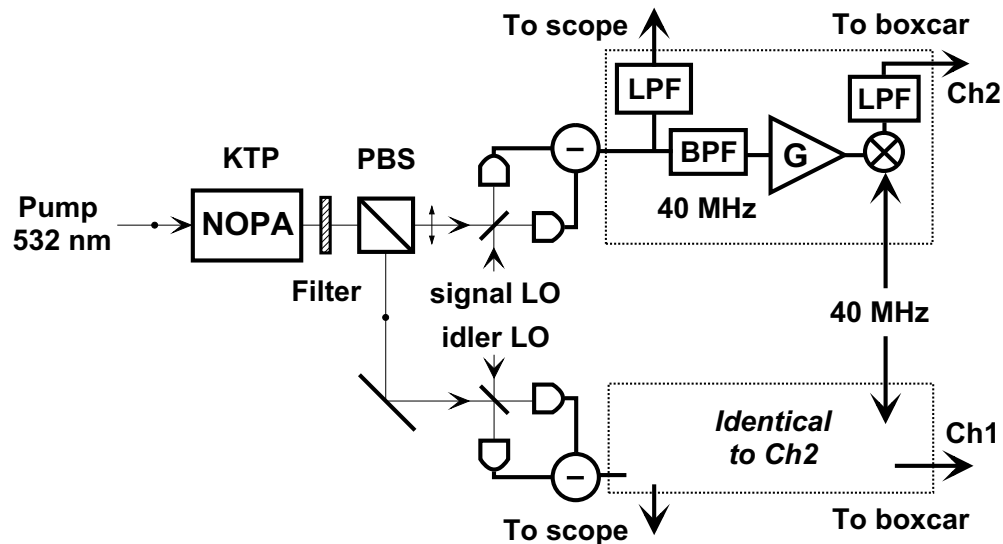 To scope
To boxcar
LPF
LPF
Ch2
KTP
PBS
–
BPF
G
Pump
532 nm
NOPA
40 MHz
Filter
signal LO
idler LO
40 MHz
Identical
to Ch2
Ch1
–
To scope
To boxcar